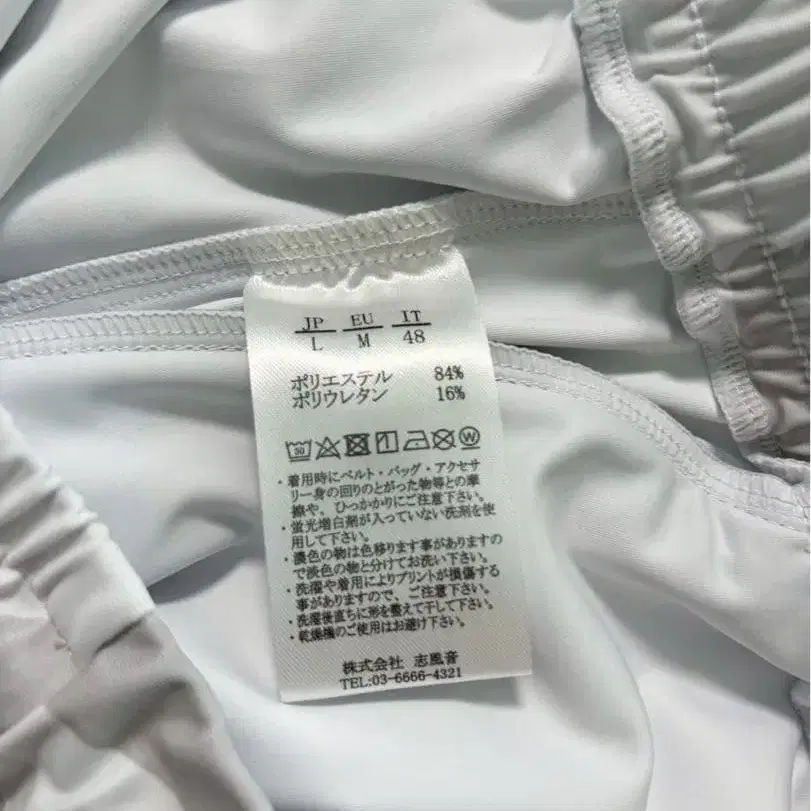 JP EU IT
L M 48
ポリエステル 84%
ポリウレタン 16%
30 W
・着用時にベルト・バッグ・アクセサ
リー身の回りのとがった物等との摩
擦や、ひっかかりにご注意下さい。
・蛍光増白剤が入っていない洗剤を使
用して下さい。
・濃色の物は色移ります事がありますの
で淡色の物と分けてお洗い下さい。
・洗濯や着用によりプリントが損傷する
事がありますので、ご注意下さい。
・洗濯後直ちに形を整えて干して下さい。
・乾燥機のご使用はお避け下さい。
株式会社 志風音
TEL:03-6666-4321